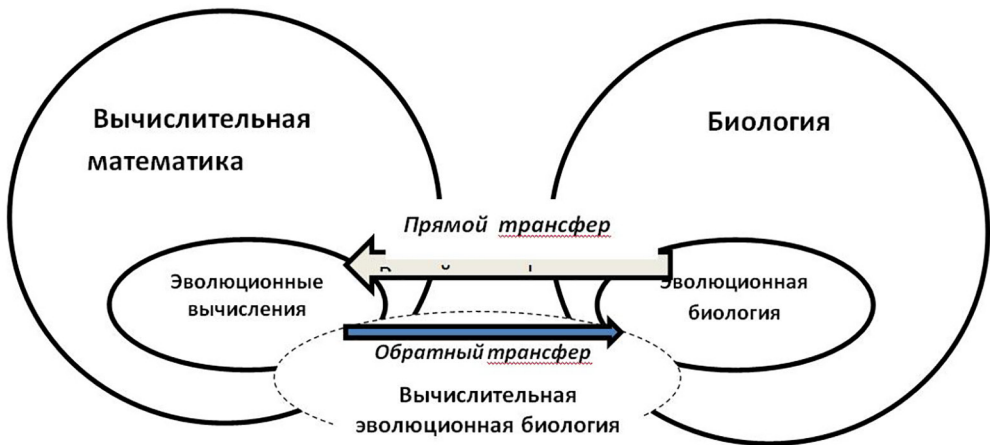 Вычислительная
математика
Биология
Прямой трансфер
Эволюционные
вычисления
Эволюционная
биология
Обратный трансфер
Вычислительная
эволюционная биология